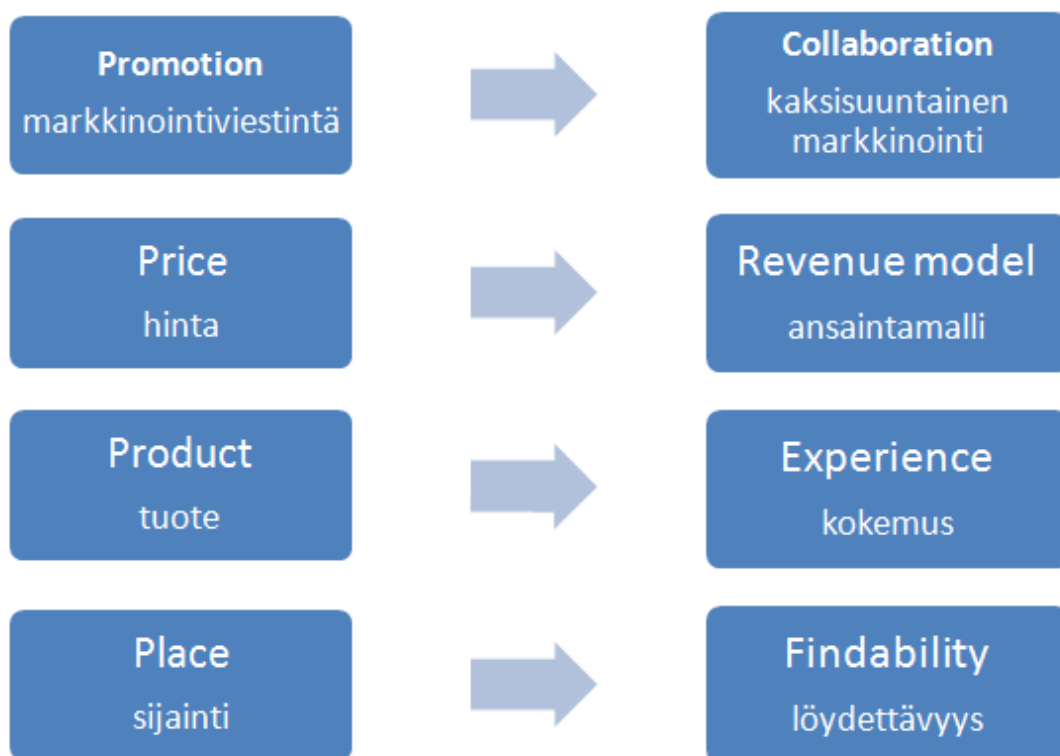 Promotion
markkinointiviestintä
Collaboration
kaksisuuntainen
markkinointi
Price
hinta
Revenue model
ansaintamalli
Product
tuote
Experience
kokemus
Place
sijainti
Findability
löydettävyys